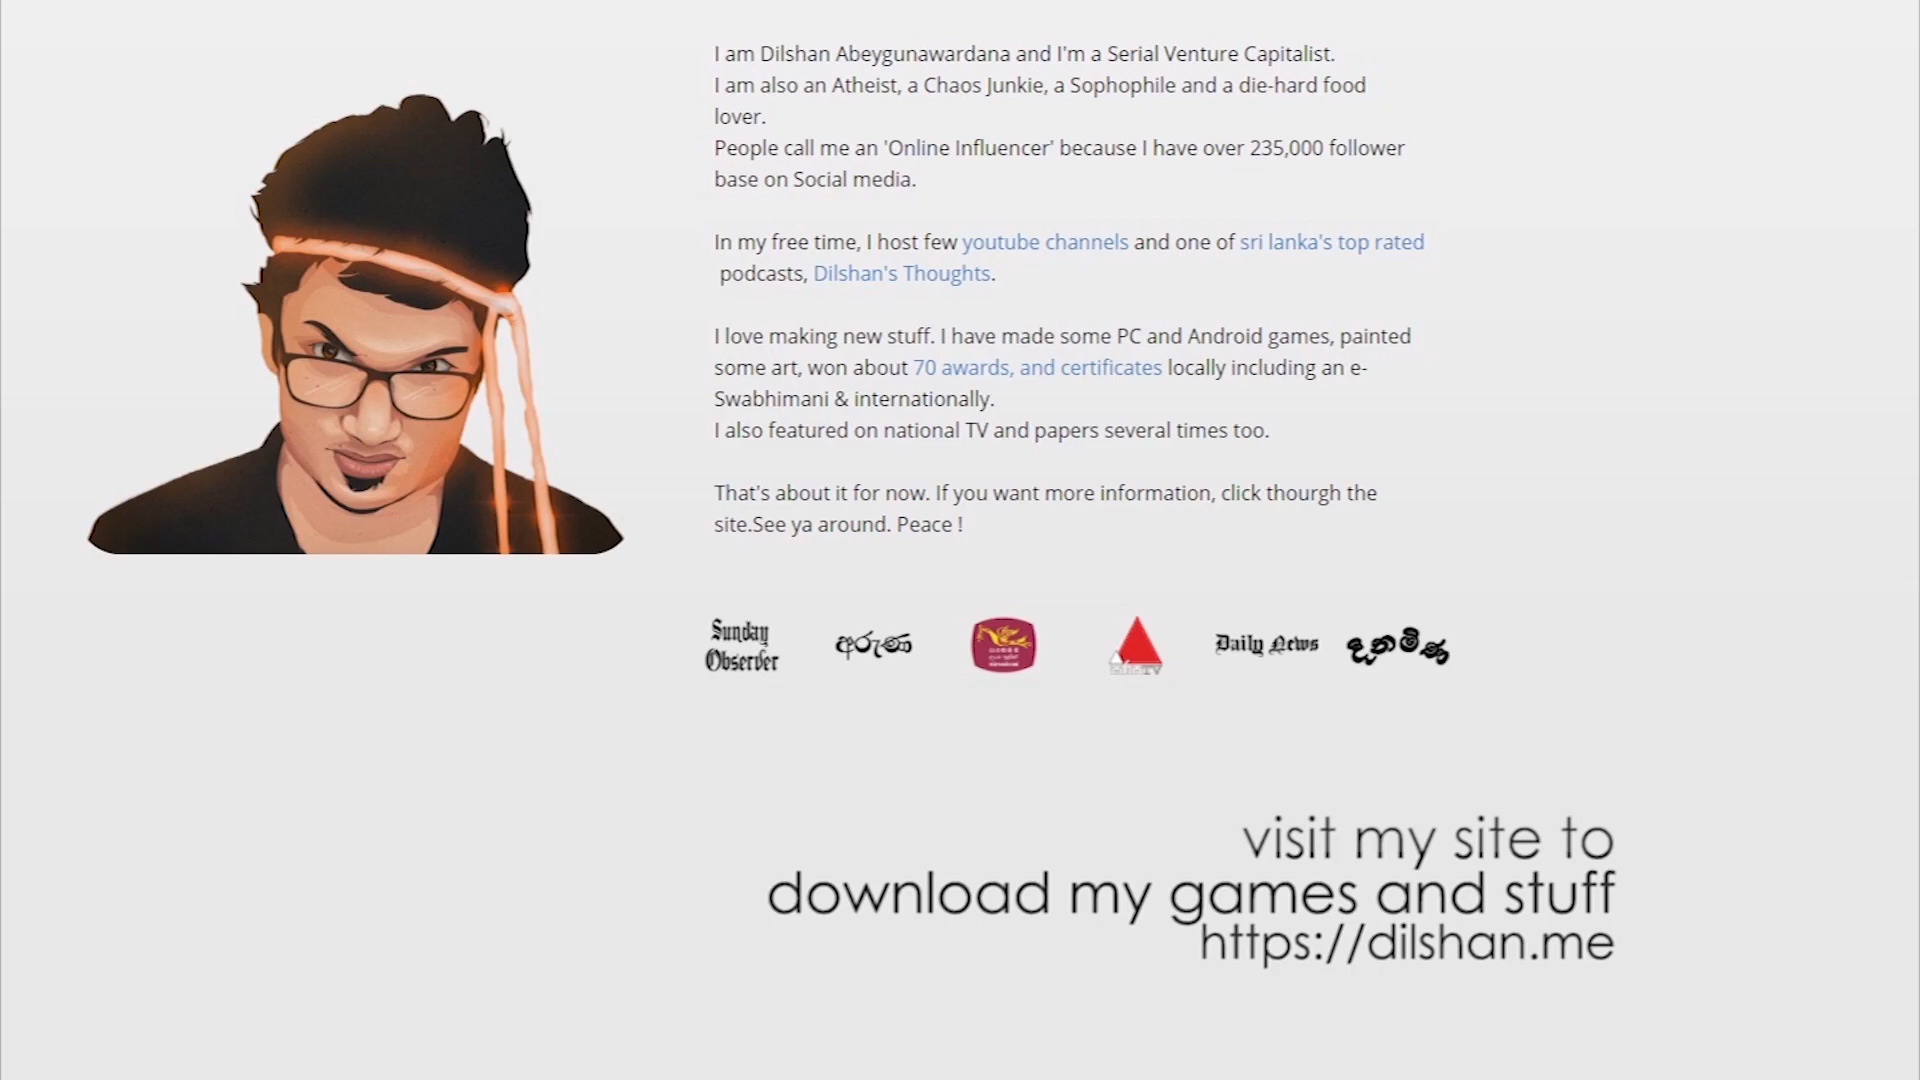 I am Dilshan Abeygunawardana and I'm a Serial Venture Capitalist.
I am also an Atheist, a Chaos Junkie, a Sophophile and a die-hard food
lover.
People call me an 'Online Influencer' because I have over 235,000 follower
base on Social media.
In my free time, I host few youtube channels and one of sri lanka's top rated
podcasts, Dilshan's Thoughts.
I love making new stuff. I have made some PC and Android games, painted
some art, won about 70 awards, and certificates locally including an e-
Swabhimani & internationally.
I also featured on national TV and papers several times too.
That's about it for now. If you want more information, click thourgh the
site.See ya around. Peace !
Sunday
Observer
අරුණ
TV
Daily News
දිනමිණ
visit my site to
download my games and stuff
https://dilshan.me